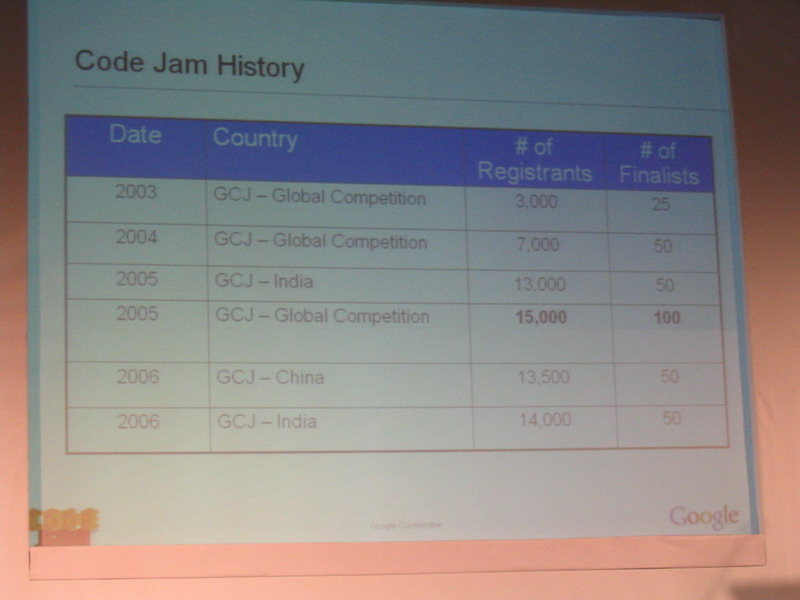 Code Jam History
Date Country # of Registrants # of Finalists
2003 GCJ – Global Competition 3,000 25
2004 GCJ – Global Competition 7,000 50
2005 GCJ – India 13,000 50
2005 GCJ – Global Competition 15,000 100
2006 GCJ – China 13,500 50
2006 GCJ – India 14,000 50
CODE
Google Confidential
Google